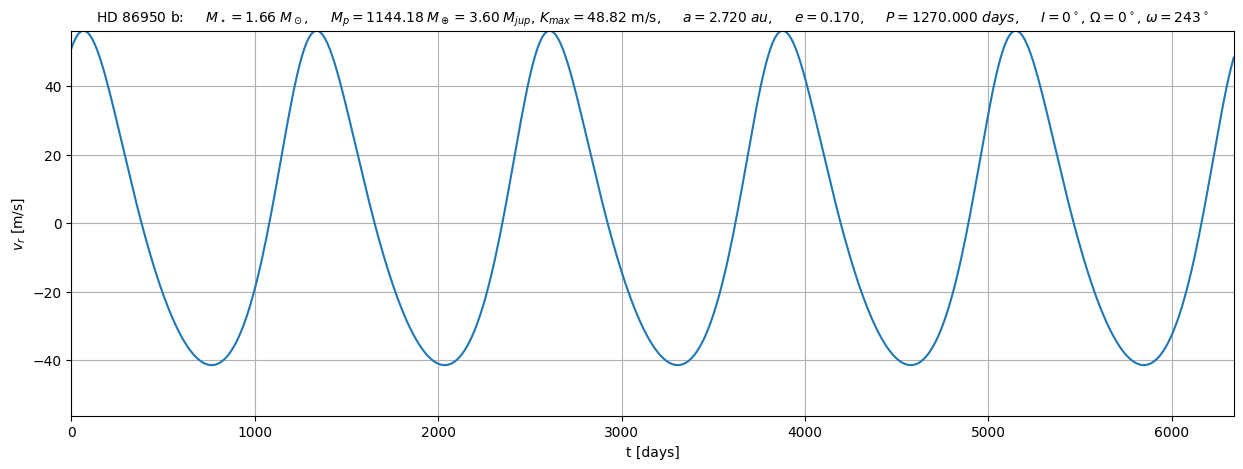 HD 86950 b: M⋆ = 1.66 M⊙, Mp = 1144.18 M⊕ = 3.60 Mjup, Kmax = 48.82 m/s, a = 2.720 au, e = 0.170, P = 1270.000 days, I = 0°, Ω = 0°, ω = 243°
40
20
0
−20
−40
vr [m/s]
0 1000 2000 3000 4000 5000 6000
t [days]